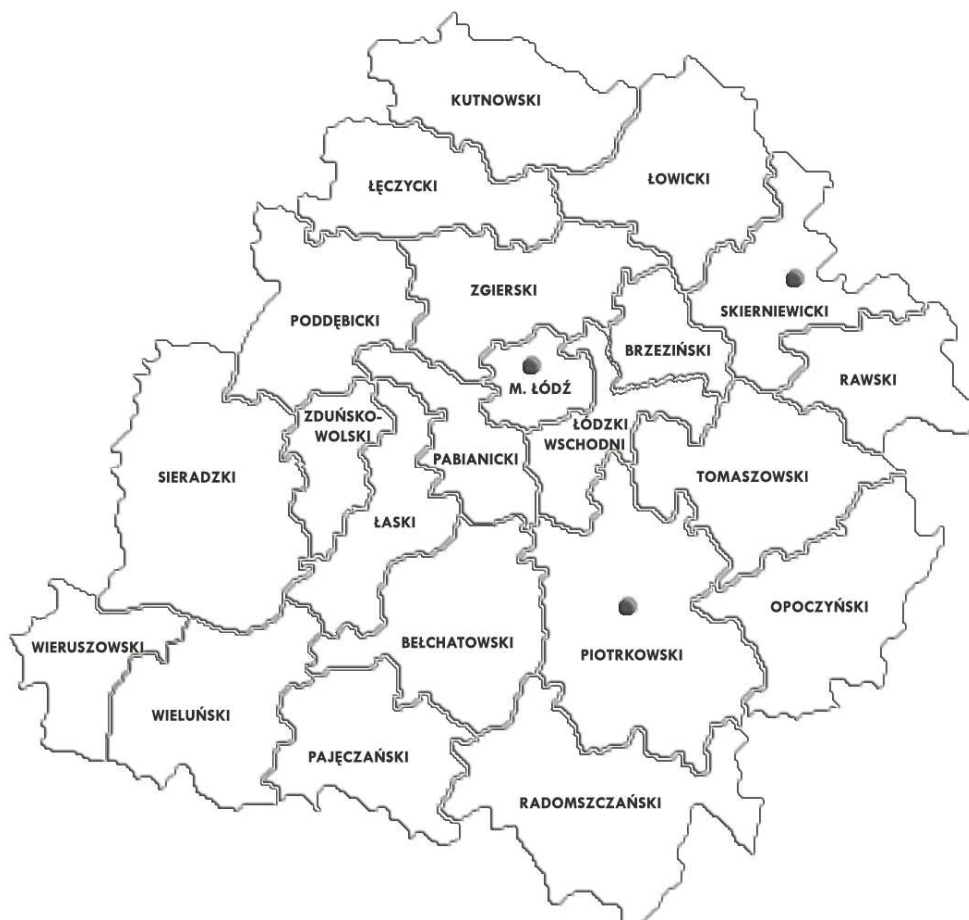 KUTNOWSKI
ŁOWICKI
ŁĘCZYCKI
ZGIERSKI
SKIERNIEWICKI
PODDĘBICKI
BRZEZIŃSKI
RAWSKI
M. ŁÓDŹ
ZDUŃSKO-
WOLSKI
ŁÓDZKI
WSCHODNI
PABIANICKI
SIERADZKI
TOMASZOWSKI
ŁASKI
OPOCZYŃSKI
WIERUSZOWSKI
BEŁCHATOWSKI
PIOTRKOWSKI
WIELUŃSKI
PAJĘCZAŃSKI
RADOMSZCZAŃSKI